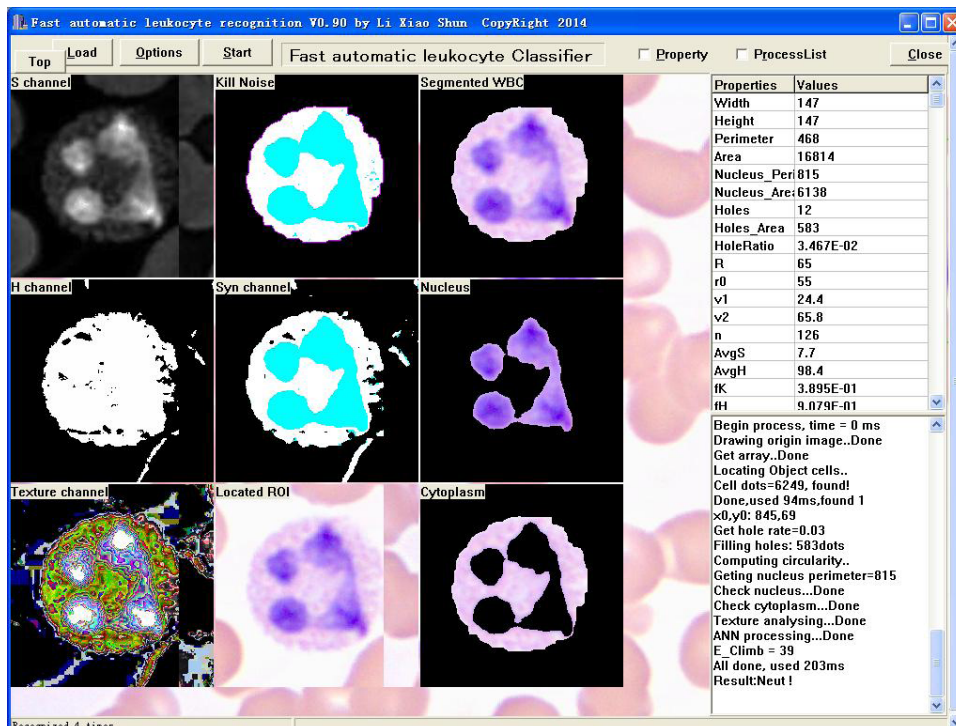 Fast automatic leukocyte recognition V0.90 by Li Xiao Shun CopyRight 2014
Top
Load
Options
Start
Fast automatic leukocyte Classifier
Property
ProcessList
Close
S channel
Kill Noise
Segmented WBC
H channel
Syn channel
Nucleus
Texture channel
Located ROI
Cytoplasm
Properties Values
Width 147
Height 147
Perimeter 468
Area 16814
Nucleus_Peri 815
Nucleus_Area 6138
Holes 12
Holes_Area 583
HoleRatio 3.467E-02
R 65
r0 55
v1 24.4
v2 65.8
n 126
AvgS 7.7
AvgH 98.4
fK 3.895E-01
fH 9.079E-01
Begin process, time = 0 ms
Drawing origin image..Done
Get array..Done
Locating Object cells..
Cell dots=6249, found!
Done,used 94ms,found 1
x0,y0: 845,69
Get hole rate=0.03
Filling holes: 583dots
Computing circularity..
Geting nucleus perimeter=815
Check nucleus...Done
Check cytoplasm...Done
Texture analysing...Done
ANN processing...Done
E_Climb = 39
All done, used 203ms
Result:Neut !
Recognized 4 times